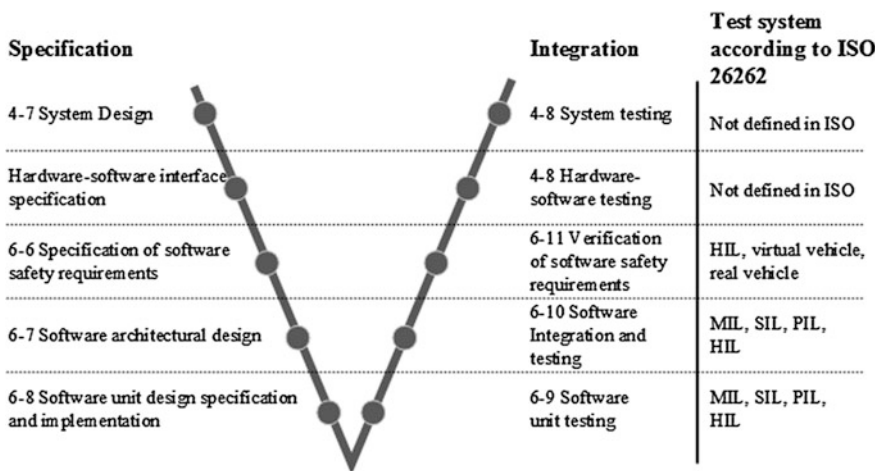 Specification
Integration
Test system
according to ISO
26262
4-7 System Design
4-8 System testing
Not defined in ISO
Hardware-software interface
specification
4-8 Hardware-
software testing
Not defined in ISO
6-6 Specification of software
safety requirements
6-11 Verification
of software safety
requirements
HIL, virtual vehicle,
real vehicle
6-7 Software architectural design
6-10 Software
Integration and
testing
MIL, SIL, PIL,
HIL
6-8 Software unit design specification
and implementation
6-9 Software
unit testing
MIL, SIL, PIL,
HIL